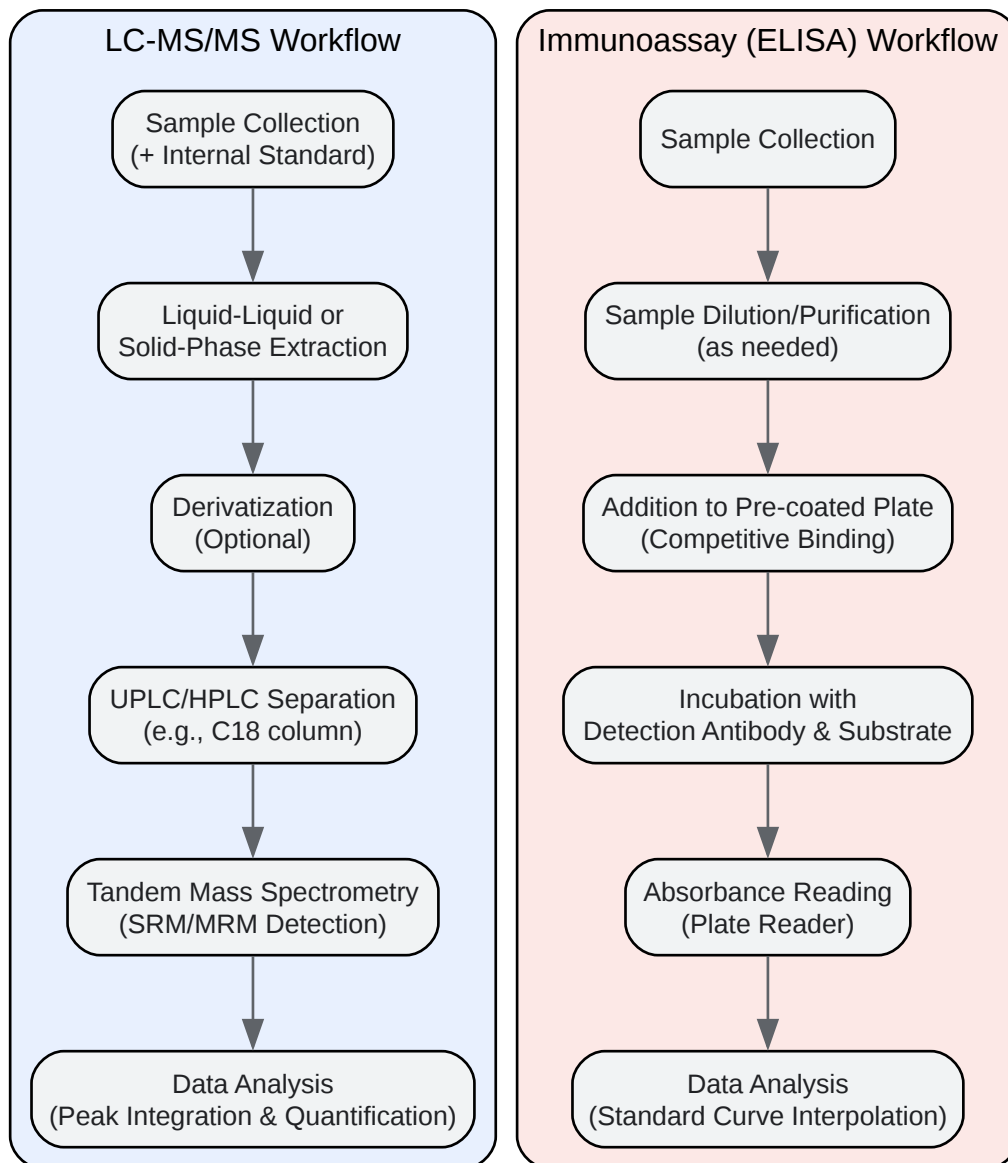 LC-MS/MS Workflow
Sample Collection
(+ Internal Standard)
Liquid-Liquid or
Solid-Phase Extraction
Derivatization
(Optional)
UPLC/HPLC Separation
(e.g., C18 column)
Tandem Mass Spectrometry
(SRM/MRM Detection)
Data Analysis
(Peak Integration & Quantification)
Immunoassay (ELISA) Workflow
Sample Collection
Sample Dilution/Purification
(as needed)
Addition to Pre-coated Plate
(Competitive Binding)
Incubation with
Detection Antibody & Substrate
Absorbance Reading
(Plate Reader)
Data Analysis
(Standard Curve Interpolation)